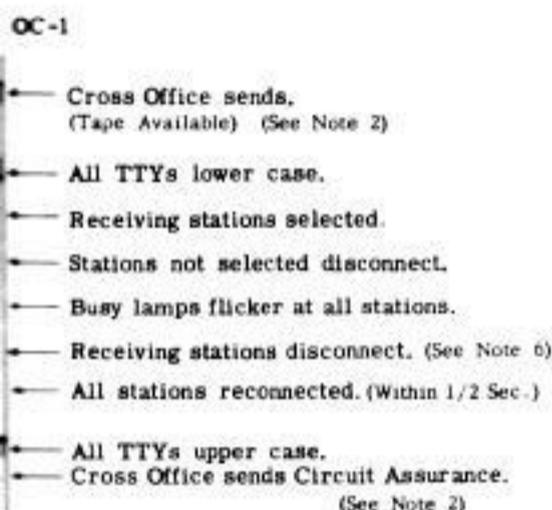 OC-1
Cross Office sends.
(Tape Available) (See Note 2)
All TTYs lower case.
Receiving stations selected.
Stations not selected disconnect.
Busy lamps flicker at all stations.
Receiving stations disconnect. (See Note 6)
All stations reconnected. (Within 1/2 Sec.)
All TTYs upper case.
Cross Office sends Circuit Assurance.
(See Note 2)